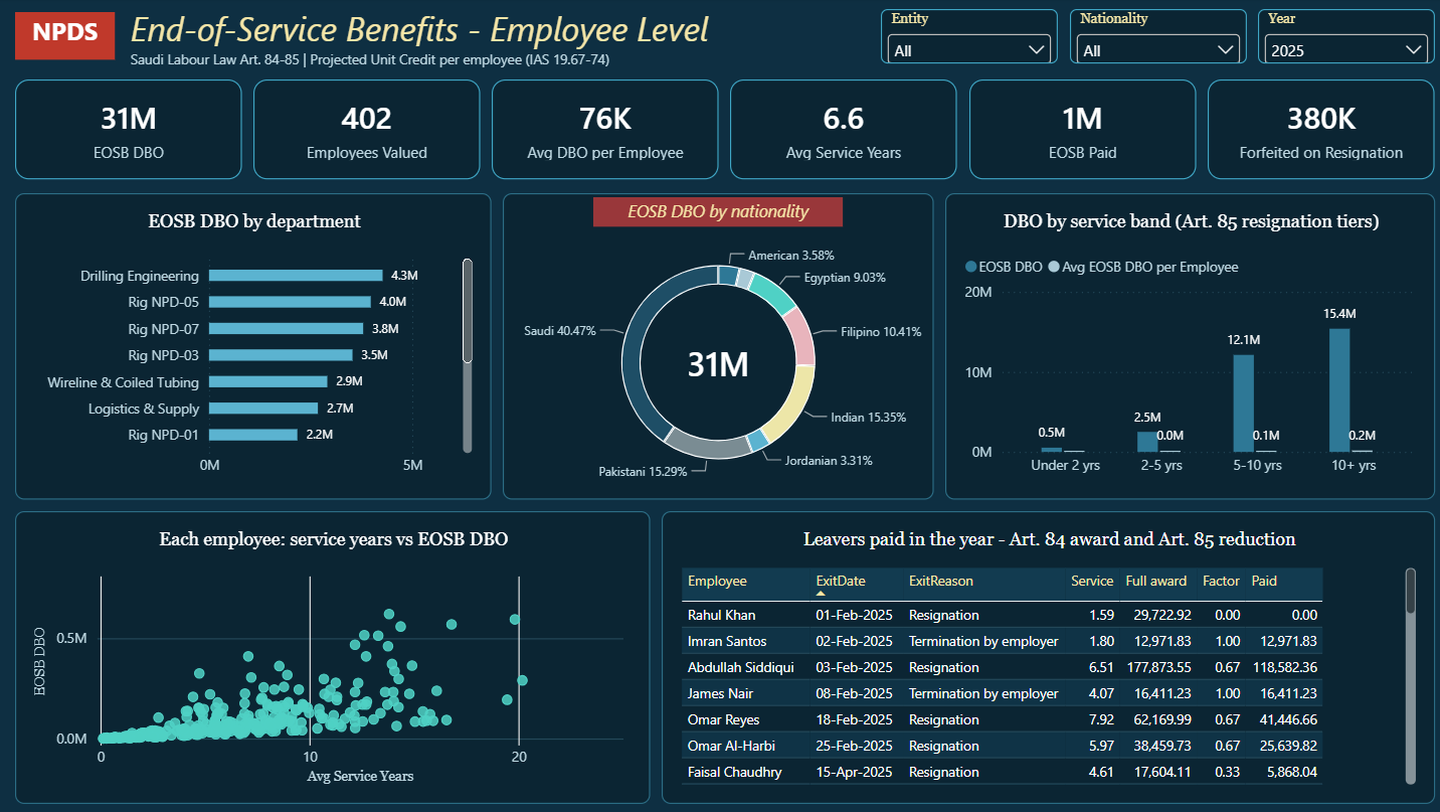 NPDS
End-of-Service Benefits - Employee Level
Saudi Labour Law Art. 84-85 | Projected Unit Credit per employee (IAS 19.67-74)
Entity
All
Nationality
All
Year
2025
31M
EOSB DBO
402
Employees Valued
76K
Avg DBO per Employee
6.6
Avg Service Years
1M
EOSB Paid
380K
Forfeited on Resignation
EOSB DBO by department
Drilling Engineering 4.3M
Rig NPD-05 4.0M
Rig NPD-07 3.8M
Rig NPD-03 3.5M
Wireline & Coiled Tubing 2.9M
Logistics & Supply 2.7M
Rig NPD-01 2.2M
0M 5M
EOSB DBO by nationality
American 3.58%
Egyptian 9.03%
Saudi 40.47%
Filipino 10.41%
31M
Indian 15.35%
Jordanian 3.31%
Pakistani 15.29%
DBO by service band (Art. 85 resignation tiers)
EOSB DBO Avg EOSB DBO per Employee
20M
15.4M
12.1M
10M
2.5M
0.5M
0.0M 0.1M 0.2M
0M
Under 2 yrs 2-5 yrs 5-10 yrs 10+ yrs
Each employee: service years vs EOSB DBO
EOSB DBO
0.5M
0.0M
0 10 20
Avg Service Years
Leavers paid in the year - Art. 84 award and Art. 85 reduction
Employee ExitDate ExitReason Service Full award Factor Paid
Rahul Khan 01-Feb-2025 Resignation 1.59 29,722.92 0.00 0.00
Imran Santos 02-Feb-2025 Termination by employer 1.80 12,971.83 1.00 12,971.83
Abdullah Siddiqui 03-Feb-2025 Resignation 6.51 177,873.55 0.67 118,582.36
James Nair 08-Feb-2025 Termination by employer 4.07 16,411.23 1.00 16,411.23
Omar Reyes 18-Feb-2025 Resignation 7.92 62,169.99 0.67 41,446.66
Omar Al-Harbi 25-Feb-2025 Resignation 5.97 38,459.73 0.67 25,639.82
Faisal Chaudhry 15-Apr-2025 Resignation 4.61 17,604.11 0.33 5,868.04